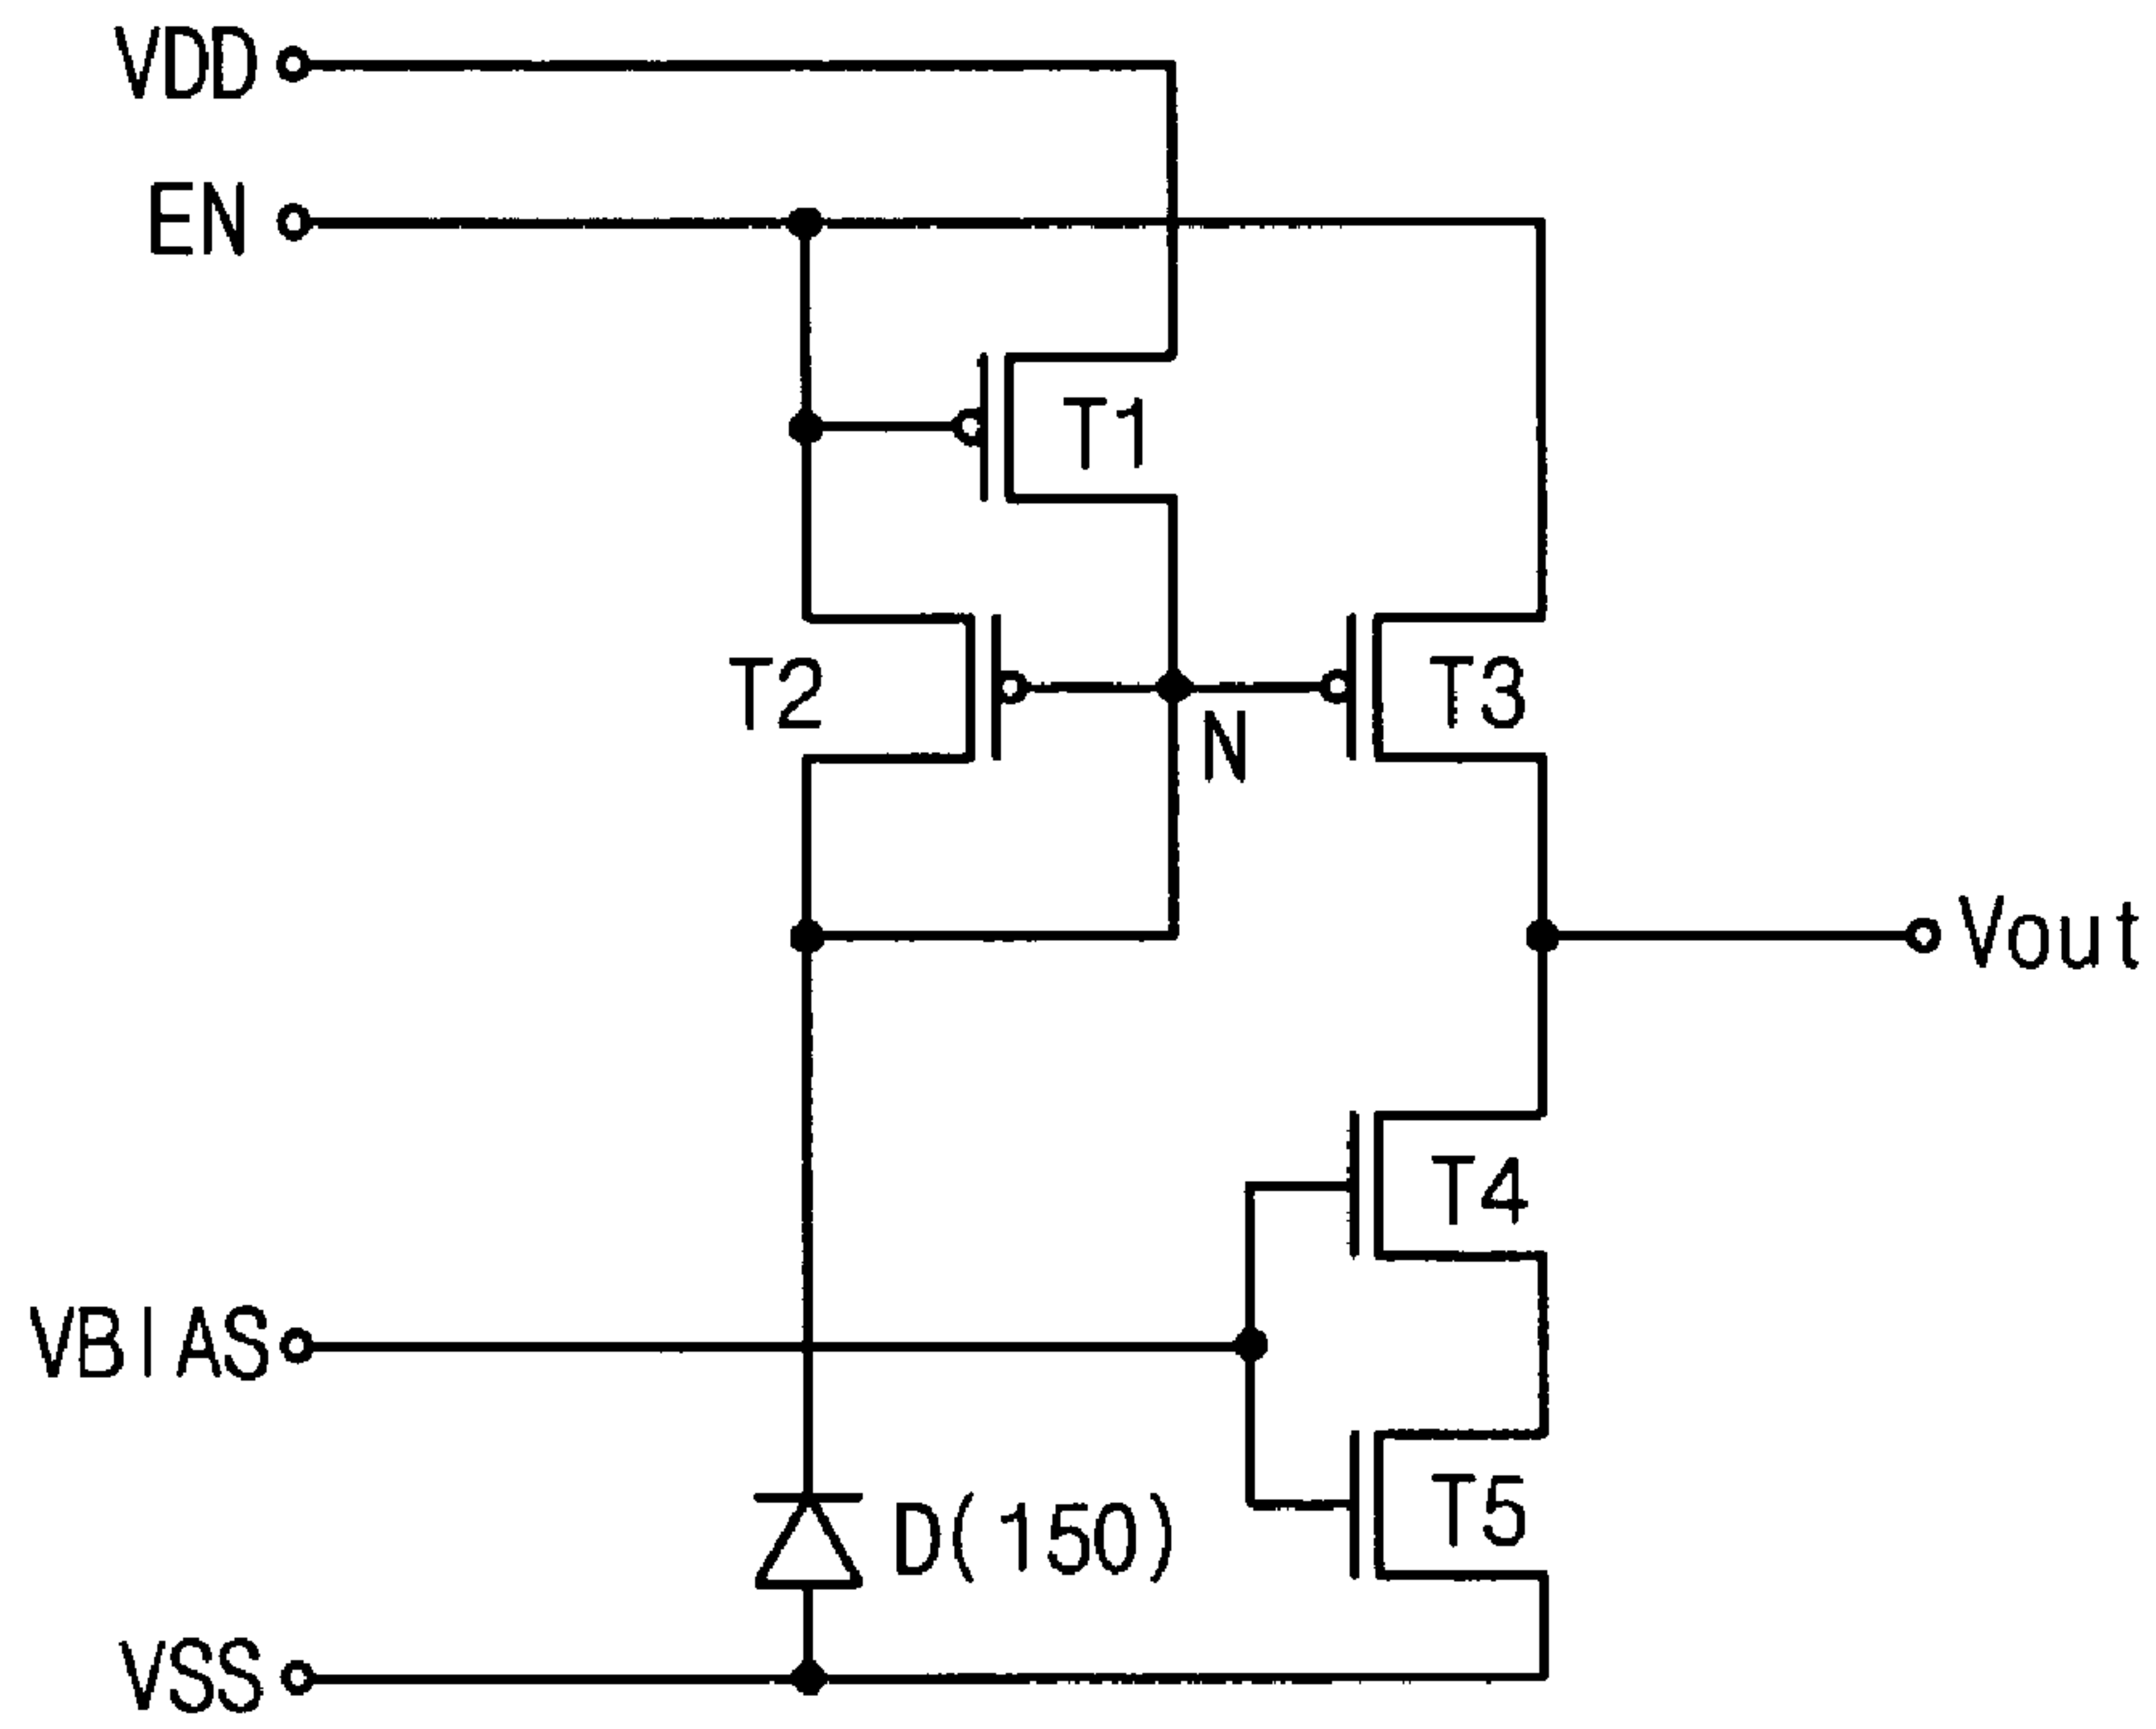 VDD
EN
T1
T2
T3
N
Vout
T4
VBIAS
T5
D(150)
VSS